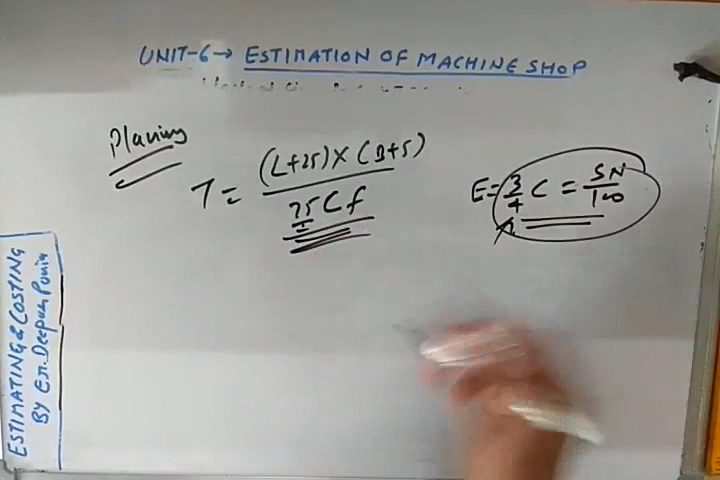 UNIT-6→ ESTIMATION OF MACHINE SHOP
Planing
T = (L+25)×(B+5) / 75Cf
E= 3/4 C = SN/100
ESTIMATING & COSTING
BY ER. Deepak Punia